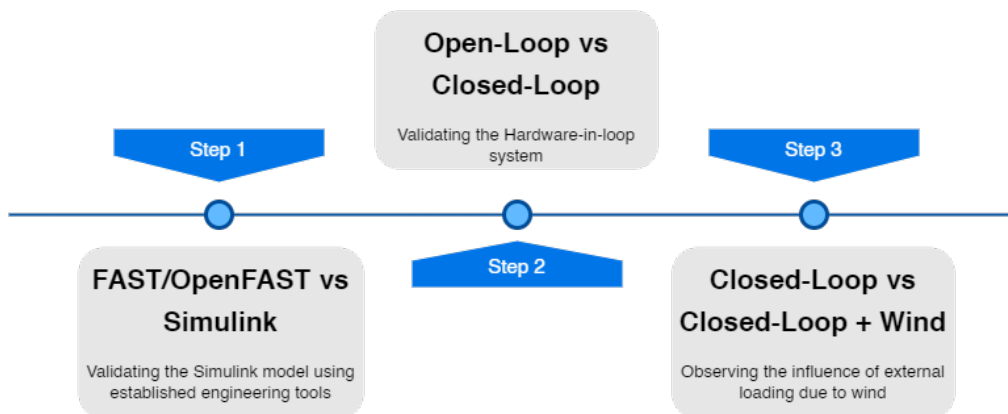 Step 1
FAST/OpenFAST vs
Simulink
Validating the Simulink model using
established engineering tools
Open-Loop vs
Closed-Loop
Validating the Hardware-in-loop
system
Step 2
Step 3
Closed-Loop vs
Closed-Loop + Wind
Observing the influence of external
loading due to wind